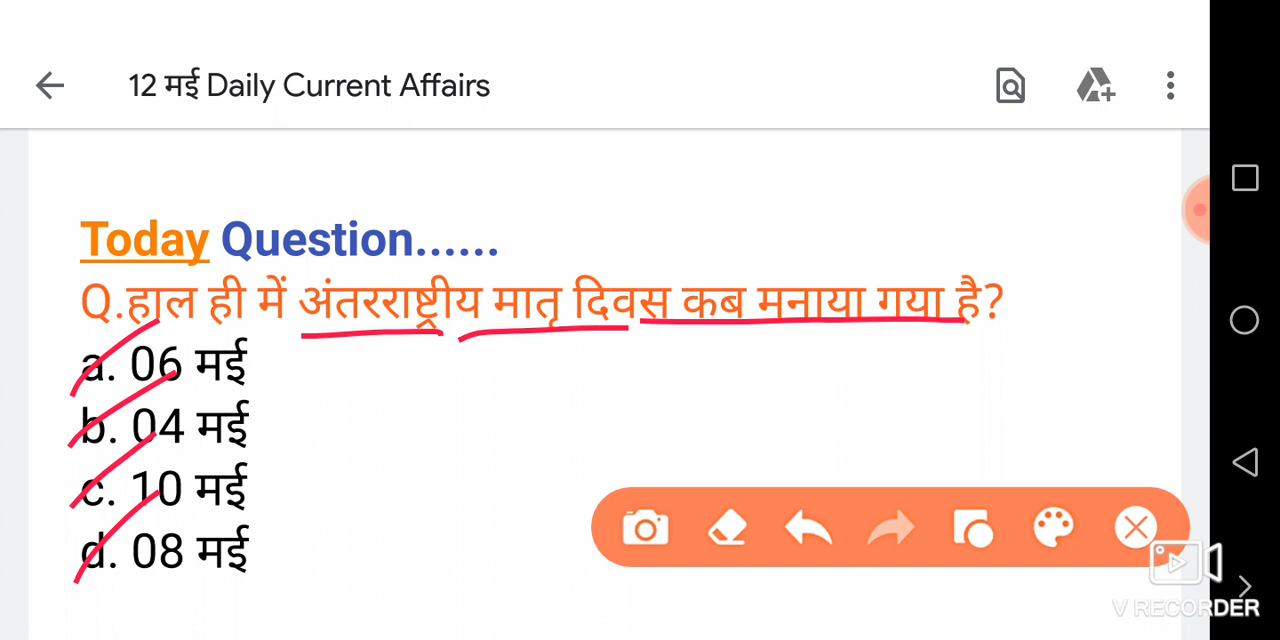 12 मई Daily Current Affairs
Today Question......
Q.हाल ही में अंतरराष्ट्रीय मातृ दिवस कब मनाया गया है?
a. 06 मई
b. 04 मई
c. 10 मई
d. 08 मई
V RECORDER